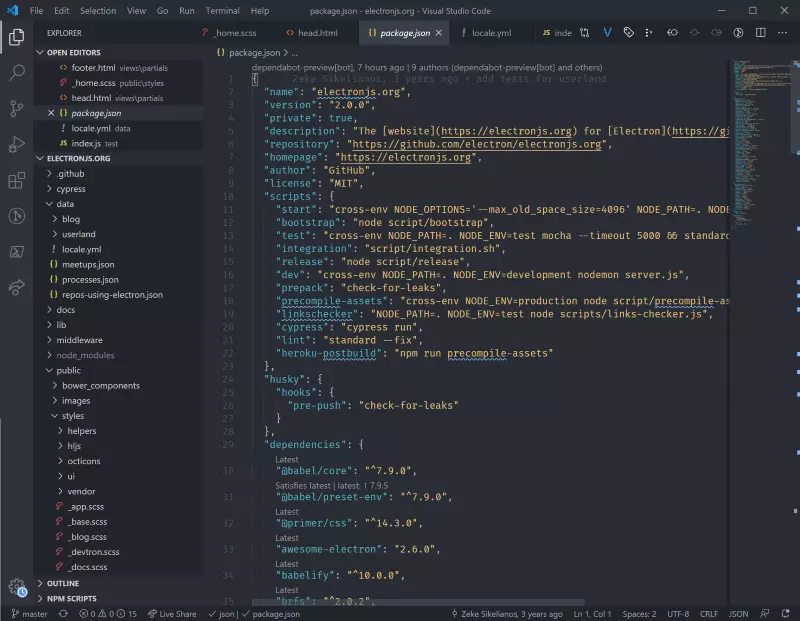 File Edit Selection View Go Run Terminal Help package.json - electronjs.org - Visual Studio Code
EXPLORER
_home.scss head.html package.json locale.yml JS inde
OPEN EDITORS
footer.html views\partials
_home.scss public\styles
head.html views\partials
package.json
locale.yml data
JS index.js test
ELECTRONJS.ORG
.github
cypress
data
blog
userland
locale.yml
meetups.json
processes.json
repos-using-electron.json
docs
lib
middleware
node_modules
public
bower_components
images
styles
helpers
hljs
octicons
ui
vendor
_app.scss
_base.scss
_blog.scss
_devtron.scss
_docs.scss
OUTLINE
NPM SCRIPTS
{} package.json > ...
dependabot-preview[bot], 7 hours ago | 9 authors (dependabot-preview[bot] and others)
1 { Zeke Sikelianos, 3 years ago • add tests for userland
2 "name": "electronjs.org",
3 "version": "2.0.0",
4 "private": true,
5 "description": "The [website](https://electronjs.org) for [Electron](https://gi
6 "repository": "https://github.com/electron/electronjs.org",
7 "homepage": "https://electronjs.org",
8 "author": "GitHub",
9 "license": "MIT",
10 "scripts": {
11 "start": "cross-env NODE_OPTIONS='--max_old_space_size=4096' NODE_PATH=. NODE
12 "bootstrap": "node script/bootstrap",
13 "test": "cross-env NODE_PATH=. NODE_ENV=test mocha --timeout 5000 && standard
14 "integration": "script/integration.sh",
15 "release": "node script/release",
16 "dev": "cross-env NODE_PATH=. NODE_ENV=development nodemon server.js",
17 "prepack": "check-for-leaks",
18 "precompile-assets": "cross-env NODE_ENV=production node script/precompile-as
19 "linkschecker": "NODE_PATH=. NODE_ENV=test node scripts/links-checker.js",
20 "cypress": "cypress run",
21 "lint": "standard --fix",
22 "heroku-postbuild": "npm run precompile-assets"
23 },
24 "husky": {
25 "hooks": {
26 "pre-push": "check-for-leaks"
27 }
28 },
29 "dependencies": {
Latest
30 "@babel/core": "^7.9.0",
Satisfies latest | latest: ↑ 7.9.5
31 "@babel/preset-env": "^7.9.0",
Latest
32 "@primer/css": "^14.3.0",
Latest
33 "awesome-electron": "2.6.0",
Latest
34 "babelify": "^10.0.0",
Latest
35 "brfs": "^2.0.2",
master 0 0 15 Live Share json package.json Zeke Sikelianos, 3 years ago Ln 1, Col 1 Spaces: 2 UTF-8 CRLF JSON